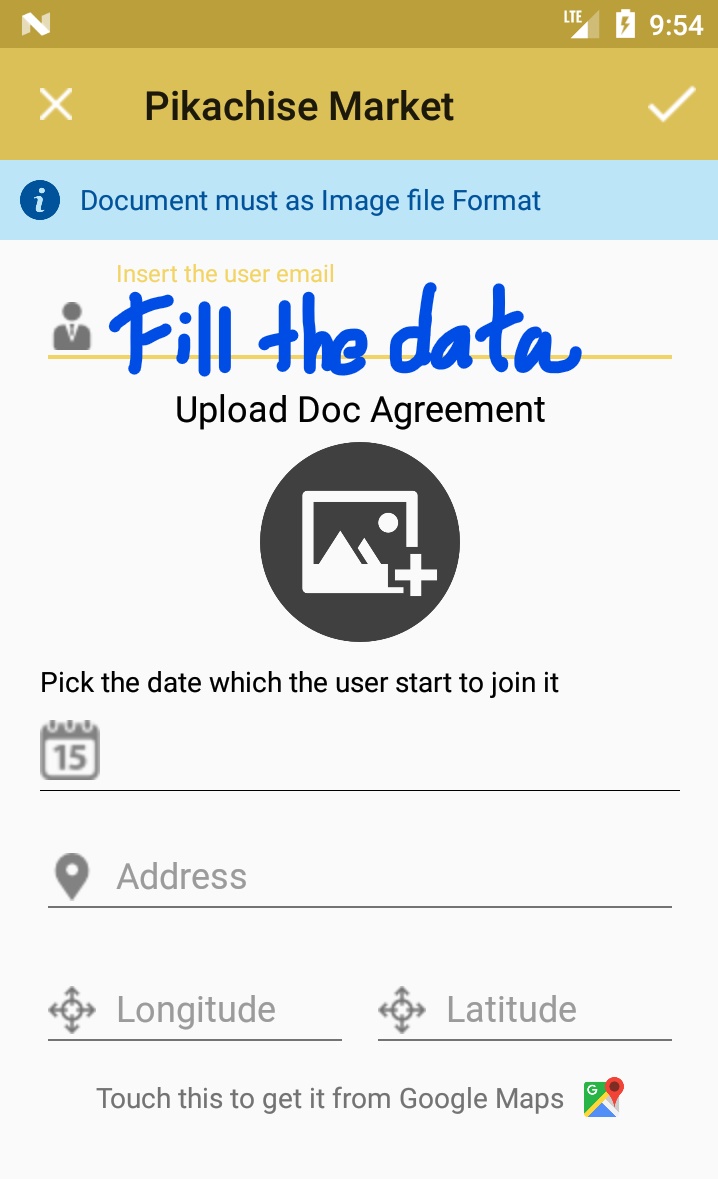 LTE 9:54
Pikachise Market
i Document must as Image file Format
Insert the user email
Fill the data
Upload Doc Agreement
Pick the date which the user start to join it
15
Address
Longitude Latitude
Touch this to get it from Google Maps G